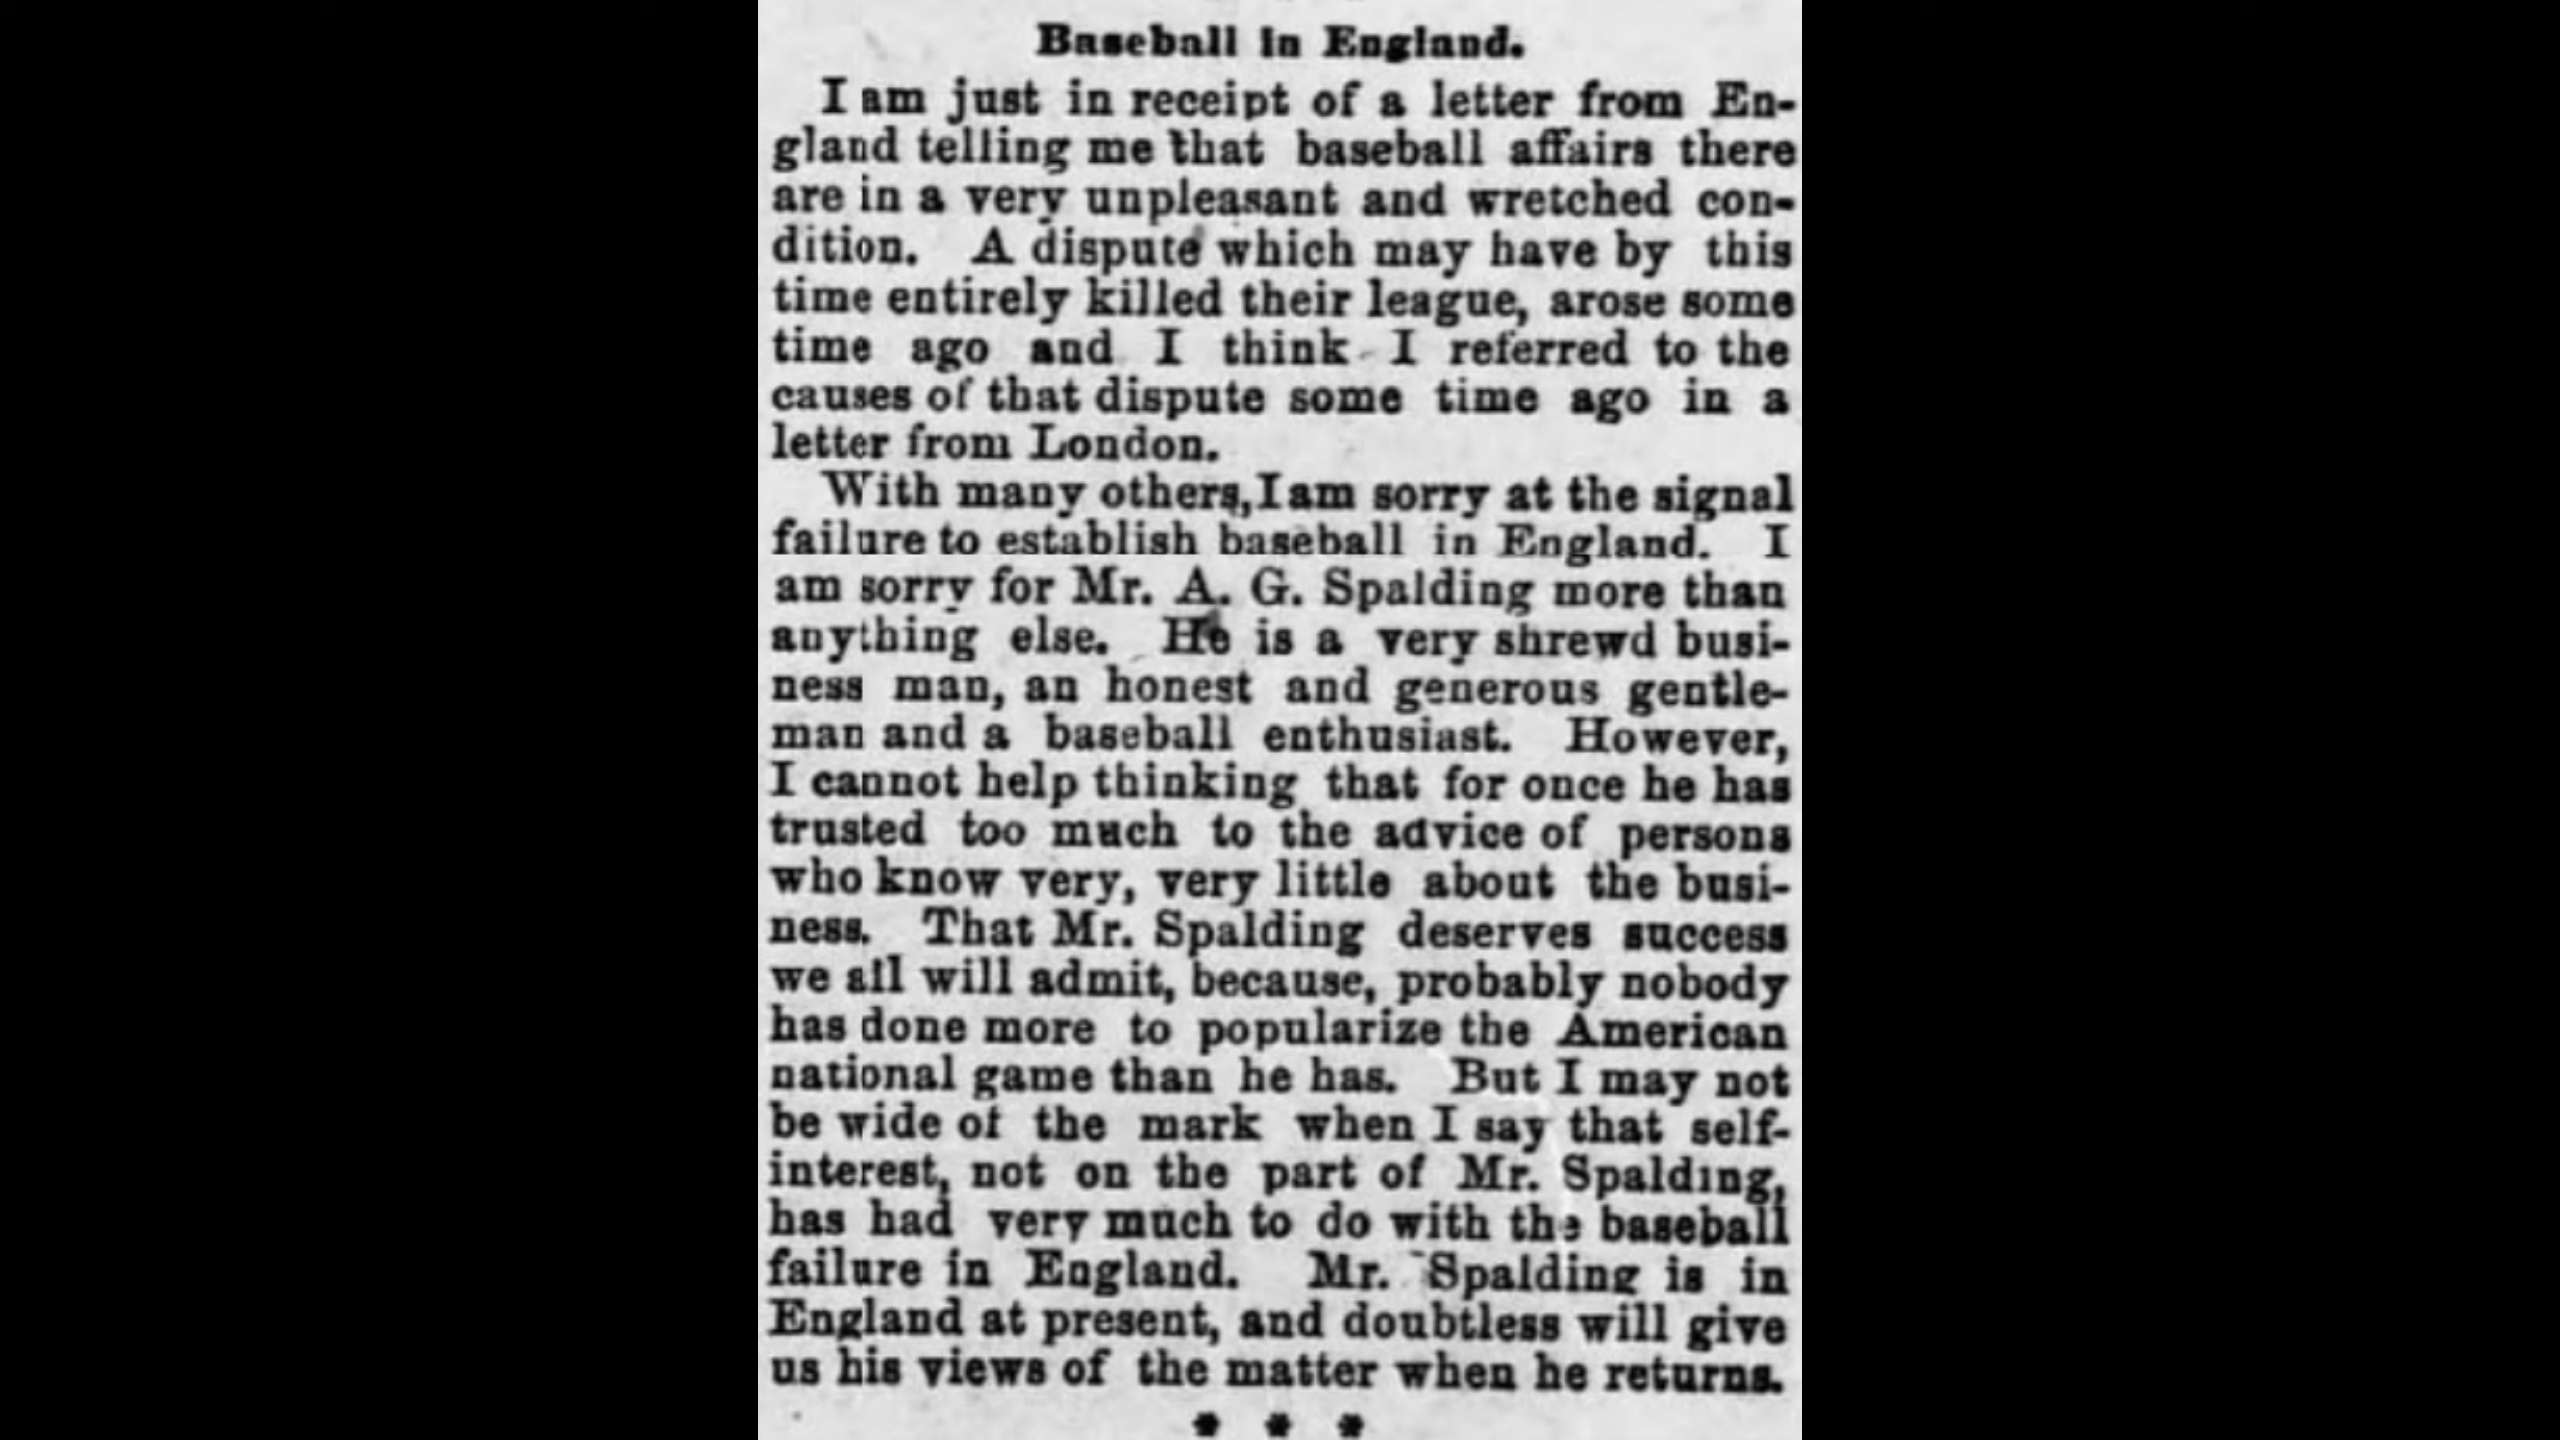 Baseball in England.
I am just in receipt of a letter from En-
gland telling me that baseball affairs there
are in a very unpleasant and wretched con-
dition. A dispute which may have by this
time entirely killed their league, arose some
time ago and I think I referred to the
causes of that dispute some time ago in a
letter from London.
With many others, I am sorry at the signal
failure to establish baseball in England. I
am sorry for Mr. A. G. Spalding more than
anything else. He is a very shrewd busi-
ness man, an honest and generous gentle-
man and a baseball enthusiast. However,
I cannot help thinking that for once he has
trusted too much to the advice of persons
who know very, very little about the busi-
ness. That Mr. Spalding deserves success
we all will admit, because, probably nobody
has done more to popularize the American
national game than he has. But I may not
be wide of the mark when I say that self-
interest, not on the part of Mr. Spalding,
has had very much to do with the baseball
failure in England. Mr. Spalding is in
England at present, and doubtless will give
us his views of the matter when he returns.
* * *